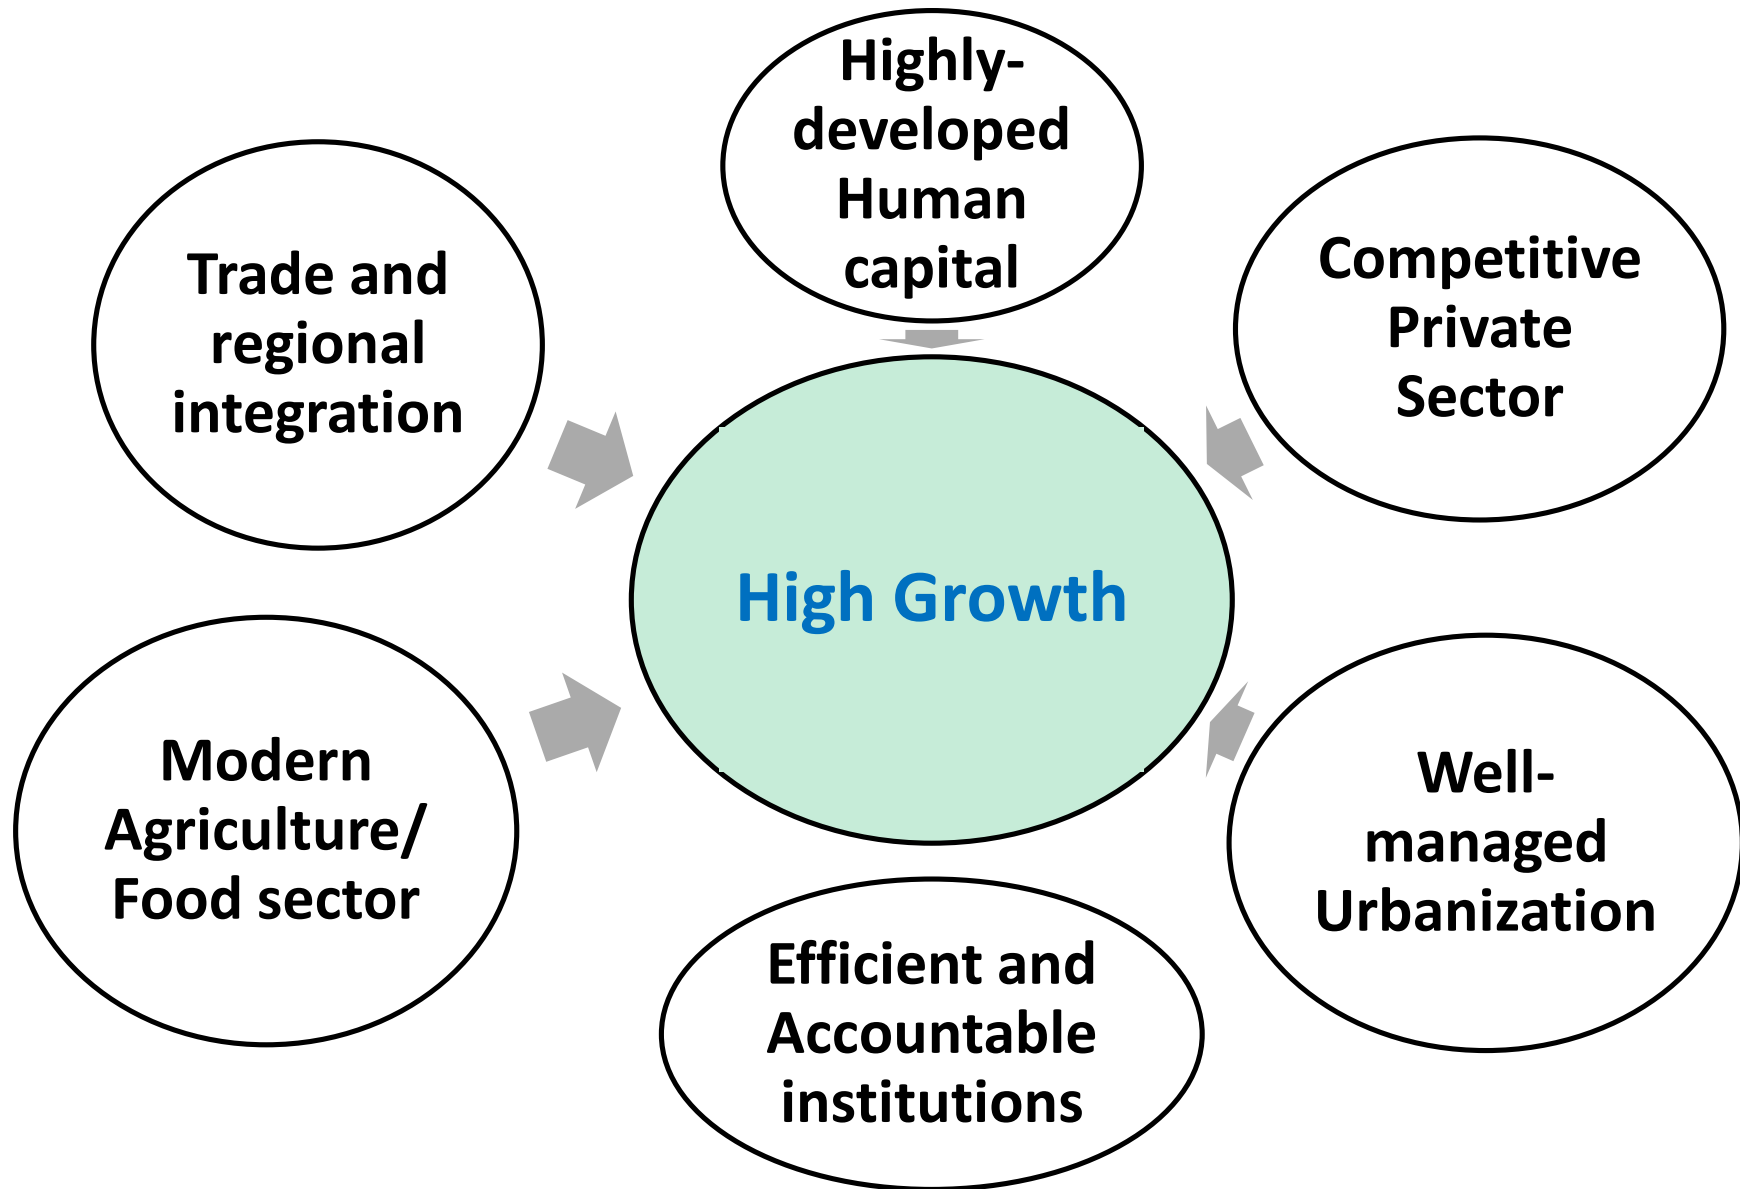 Highly-
developed
Human
capital
Trade and
regional
integration
Competitive
Private
Sector
High Growth
Modern
Agriculture/
Food sector
Well-
managed
Urbanization
Efficient and
Accountable
institutions